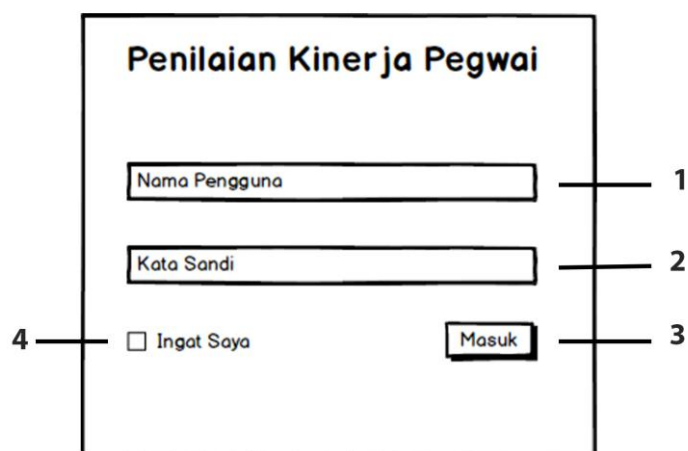 Penilaian Kinerja Pegwai
Nama Pengguna
1
Kata Sandi
2
4
Ingat Saya
Masuk
3